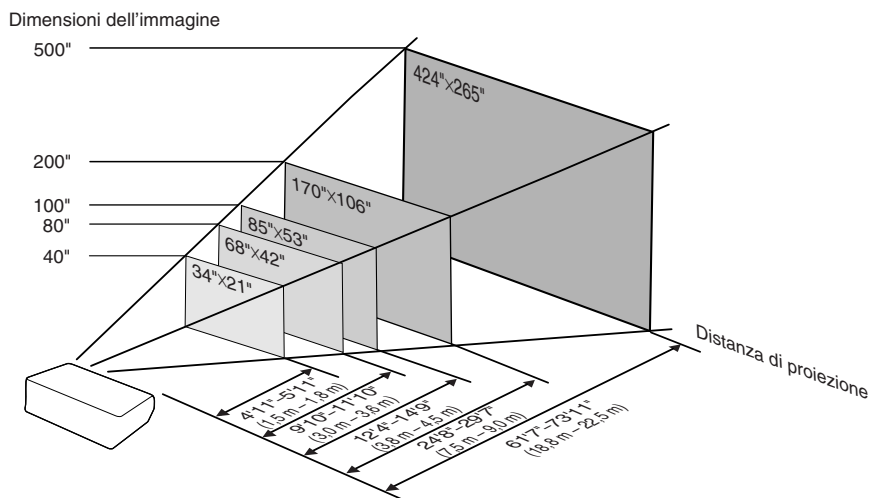 Dimensioni dell'immagine
500"
424"×265"
200"
170"×106"
100"
85"×53"
80"
68"×42"
40"
34"×21"
Distanza di proiezione
4'11"–5'11"
(1,5 m – 1,8 m)
9'10"–11'10"
(3,0 m – 3,6 m)
12'4"–14'9"
(3,8 m – 4,5 m)
24'8"–29'7"
(7,5 m – 9,0 m)
61'7"–73'11"
(18,8 m – 22,5 m)